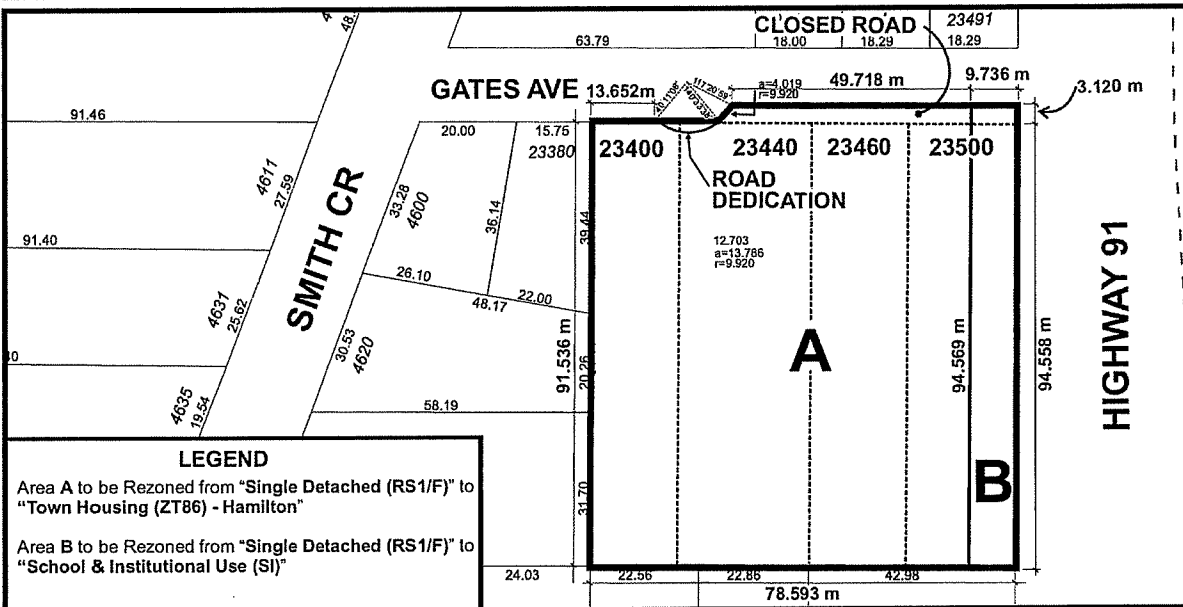 48.
CLOSED ROAD
23491
63.79
18.00
18.29
18.29
GATES AVE
13.652m
117°20'59"
a=4.019
r=9.920
49.718 m
9.736 m
3.120 m
91.46
20.00
15.75
23380
23400
23440
23460
23500
ROAD
DEDICATION
4611
27.59
SMITH CR
33.28
4600
36.14
39.44
12.703
a=13.786
r=9.920
91.40
26.10
48.17
22.00
4631
25.62
30.53
4620
91.536 m
20.26
A
94.569 m
94.558 m
HIGHWAY 91
4635
19.54
58.19
31.70
B
LEGEND
Area A to be Rezoned from "Single Detached (RS1/F)" to
"Town Housing (ZT86) - Hamilton"
Area B to be Rezoned from "Single Detached (RS1/F)" to
"School & Institutional Use (SI)"
24.03
22.56
22.86
42.98
78.593 m